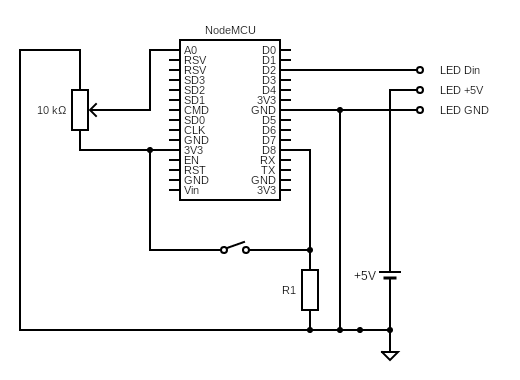 NodeMCU
A0 D0
RSV D1
RSV D2
SD3 D3
SD2 D4
SD1 3V3
CMD GND
SD0 D5
CLK D6
GND D7
3V3 D8
EN RX
RST TX
GND GND
Vin 3V3
10 kΩ
LED Din
LED +5V
LED GND
+5V
R1